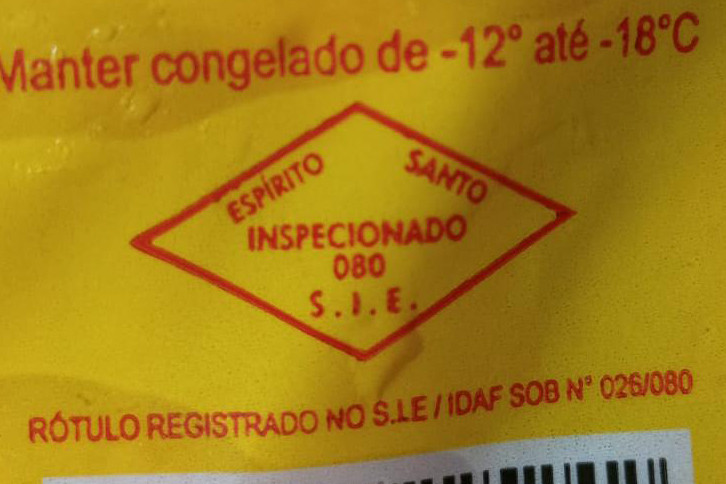 Manter congelado de -12° até -18°C
ESPÍRITO SANTO
INSPECIONADO
080
S.I.E.
RÓTULO REGISTRADO NO S.I.E / IDAF SOB N° 026/080